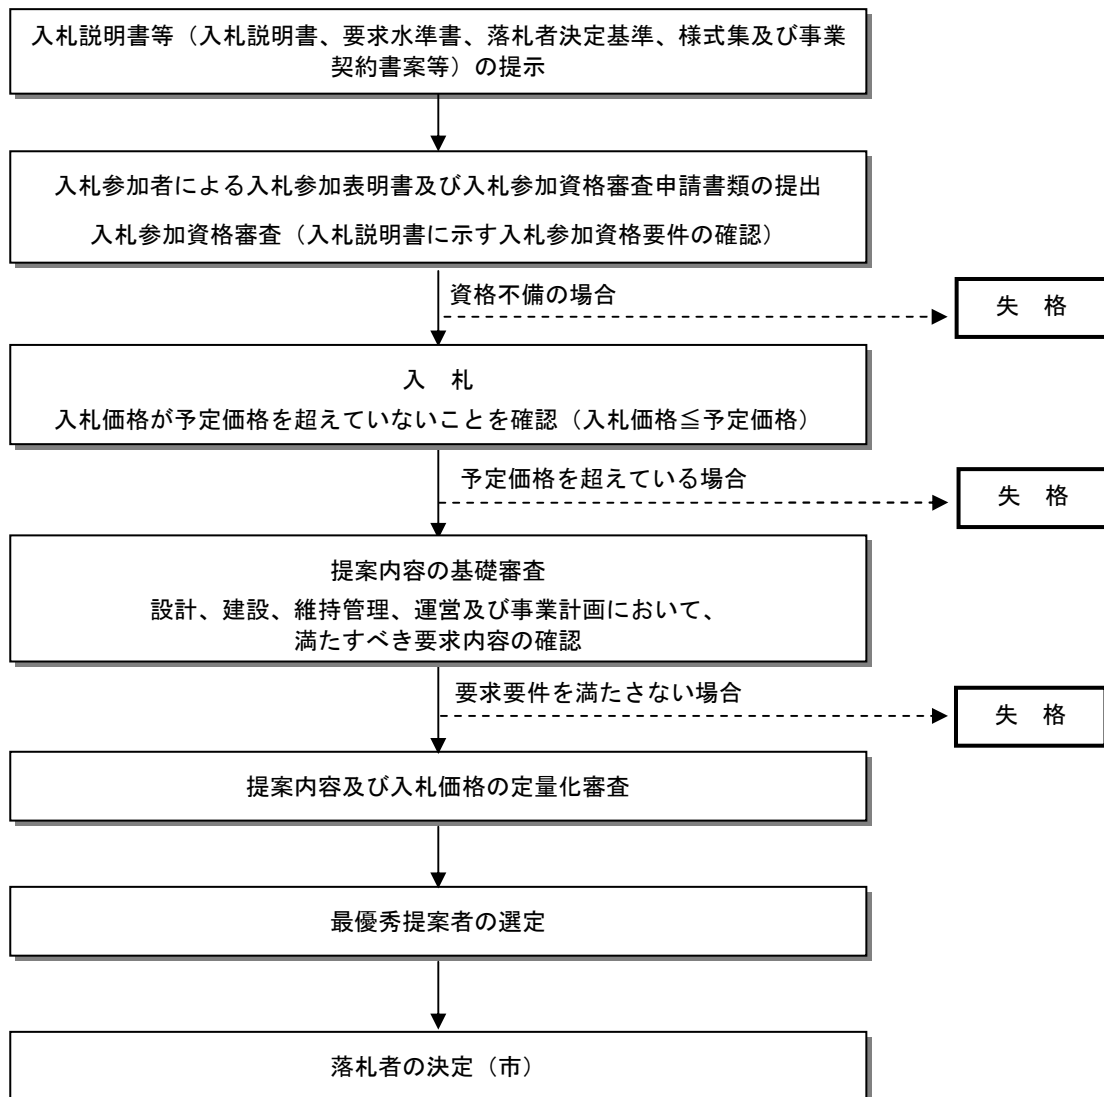 入札説明書等（入札説明書、要求水準書、落札者決定基準、様式集及び事業
契約書案等）の提示
入札参加者による入札参加表明書及び入札参加資格審査申請書類の提出
入札参加資格審査（入札説明書に示す入札参加資格要件の確認）
資格不備の場合
失　格
入　札
入札価格が予定価格を超えていないことを確認（入札価格≦予定価格）
予定価格を超えている場合
失　格
提案内容の基礎審査
設計、建設、維持管理、運営及び事業計画において、
満たすべき要求内容の確認
要求要件を満たさない場合
失　格
提案内容及び入札価格の定量化審査
最優秀提案者の選定
落札者の決定（市）